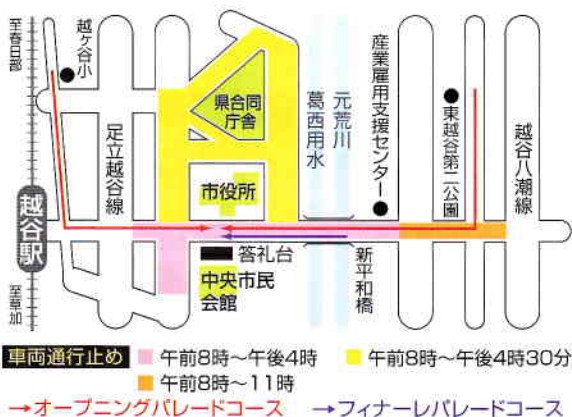 至春日部
越ヶ谷小
足立越谷線
県合同
庁舎
葛西用水
元荒川
産業雇用支援センター
東越谷第二公園
越谷八潮線
市役所
越谷駅
答礼台
中央市民
会館
新平和橋
至草加
車両通行止め
午前8時～午後4時
午前8時～午後4時30分
午前8時～11時
→オープニングパレードコース
→フィナーレパレードコース